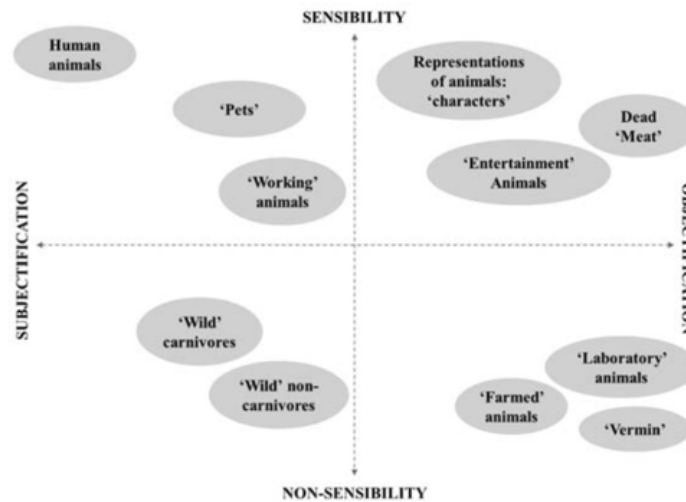 SENSIBILITY
Human
animals
Representations
of animals:
'characters'
'Pets'
Dead
'Meat'
'Entertainment'
Animals
'Working'
animals
SUBJECTIFICATION
OBJECTIFICATION
'Wild'
carnivores
'Wild' non-
carnivores
'Laboratory'
animals
'Farmed'
animals
'Vermin'
NON-SENSIBILITY